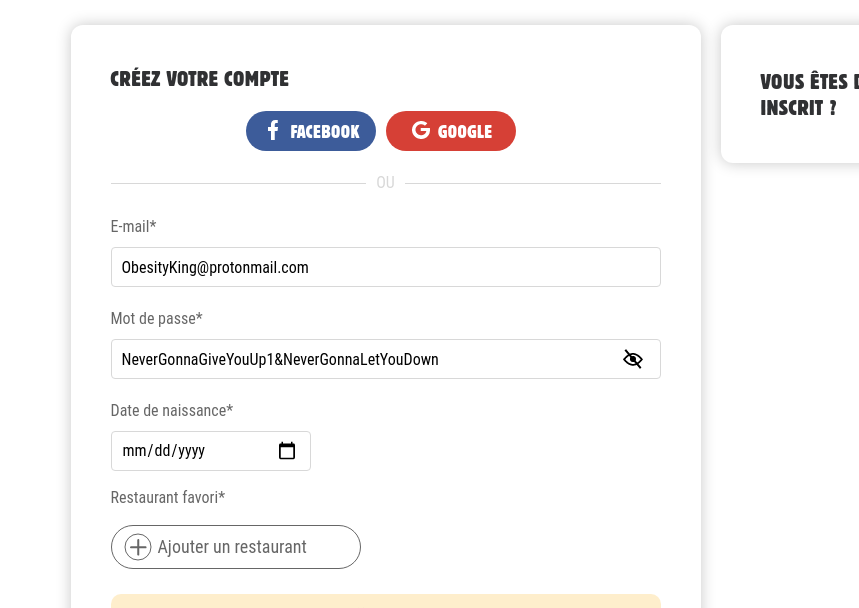 CRÉEZ VOTRE COMPTE
FACEBOOK
GOOGLE
OU
E-mail*
ObesityKing@protonmail.com
Mot de passe*
NeverGonnaGiveYouUp1&NeverGonnaLetYouDown
Date de naissance*
mm/dd/yyyy
Restaurant favori*
Ajouter un restaurant
VOUS ÊTES D
INSCRIT ?